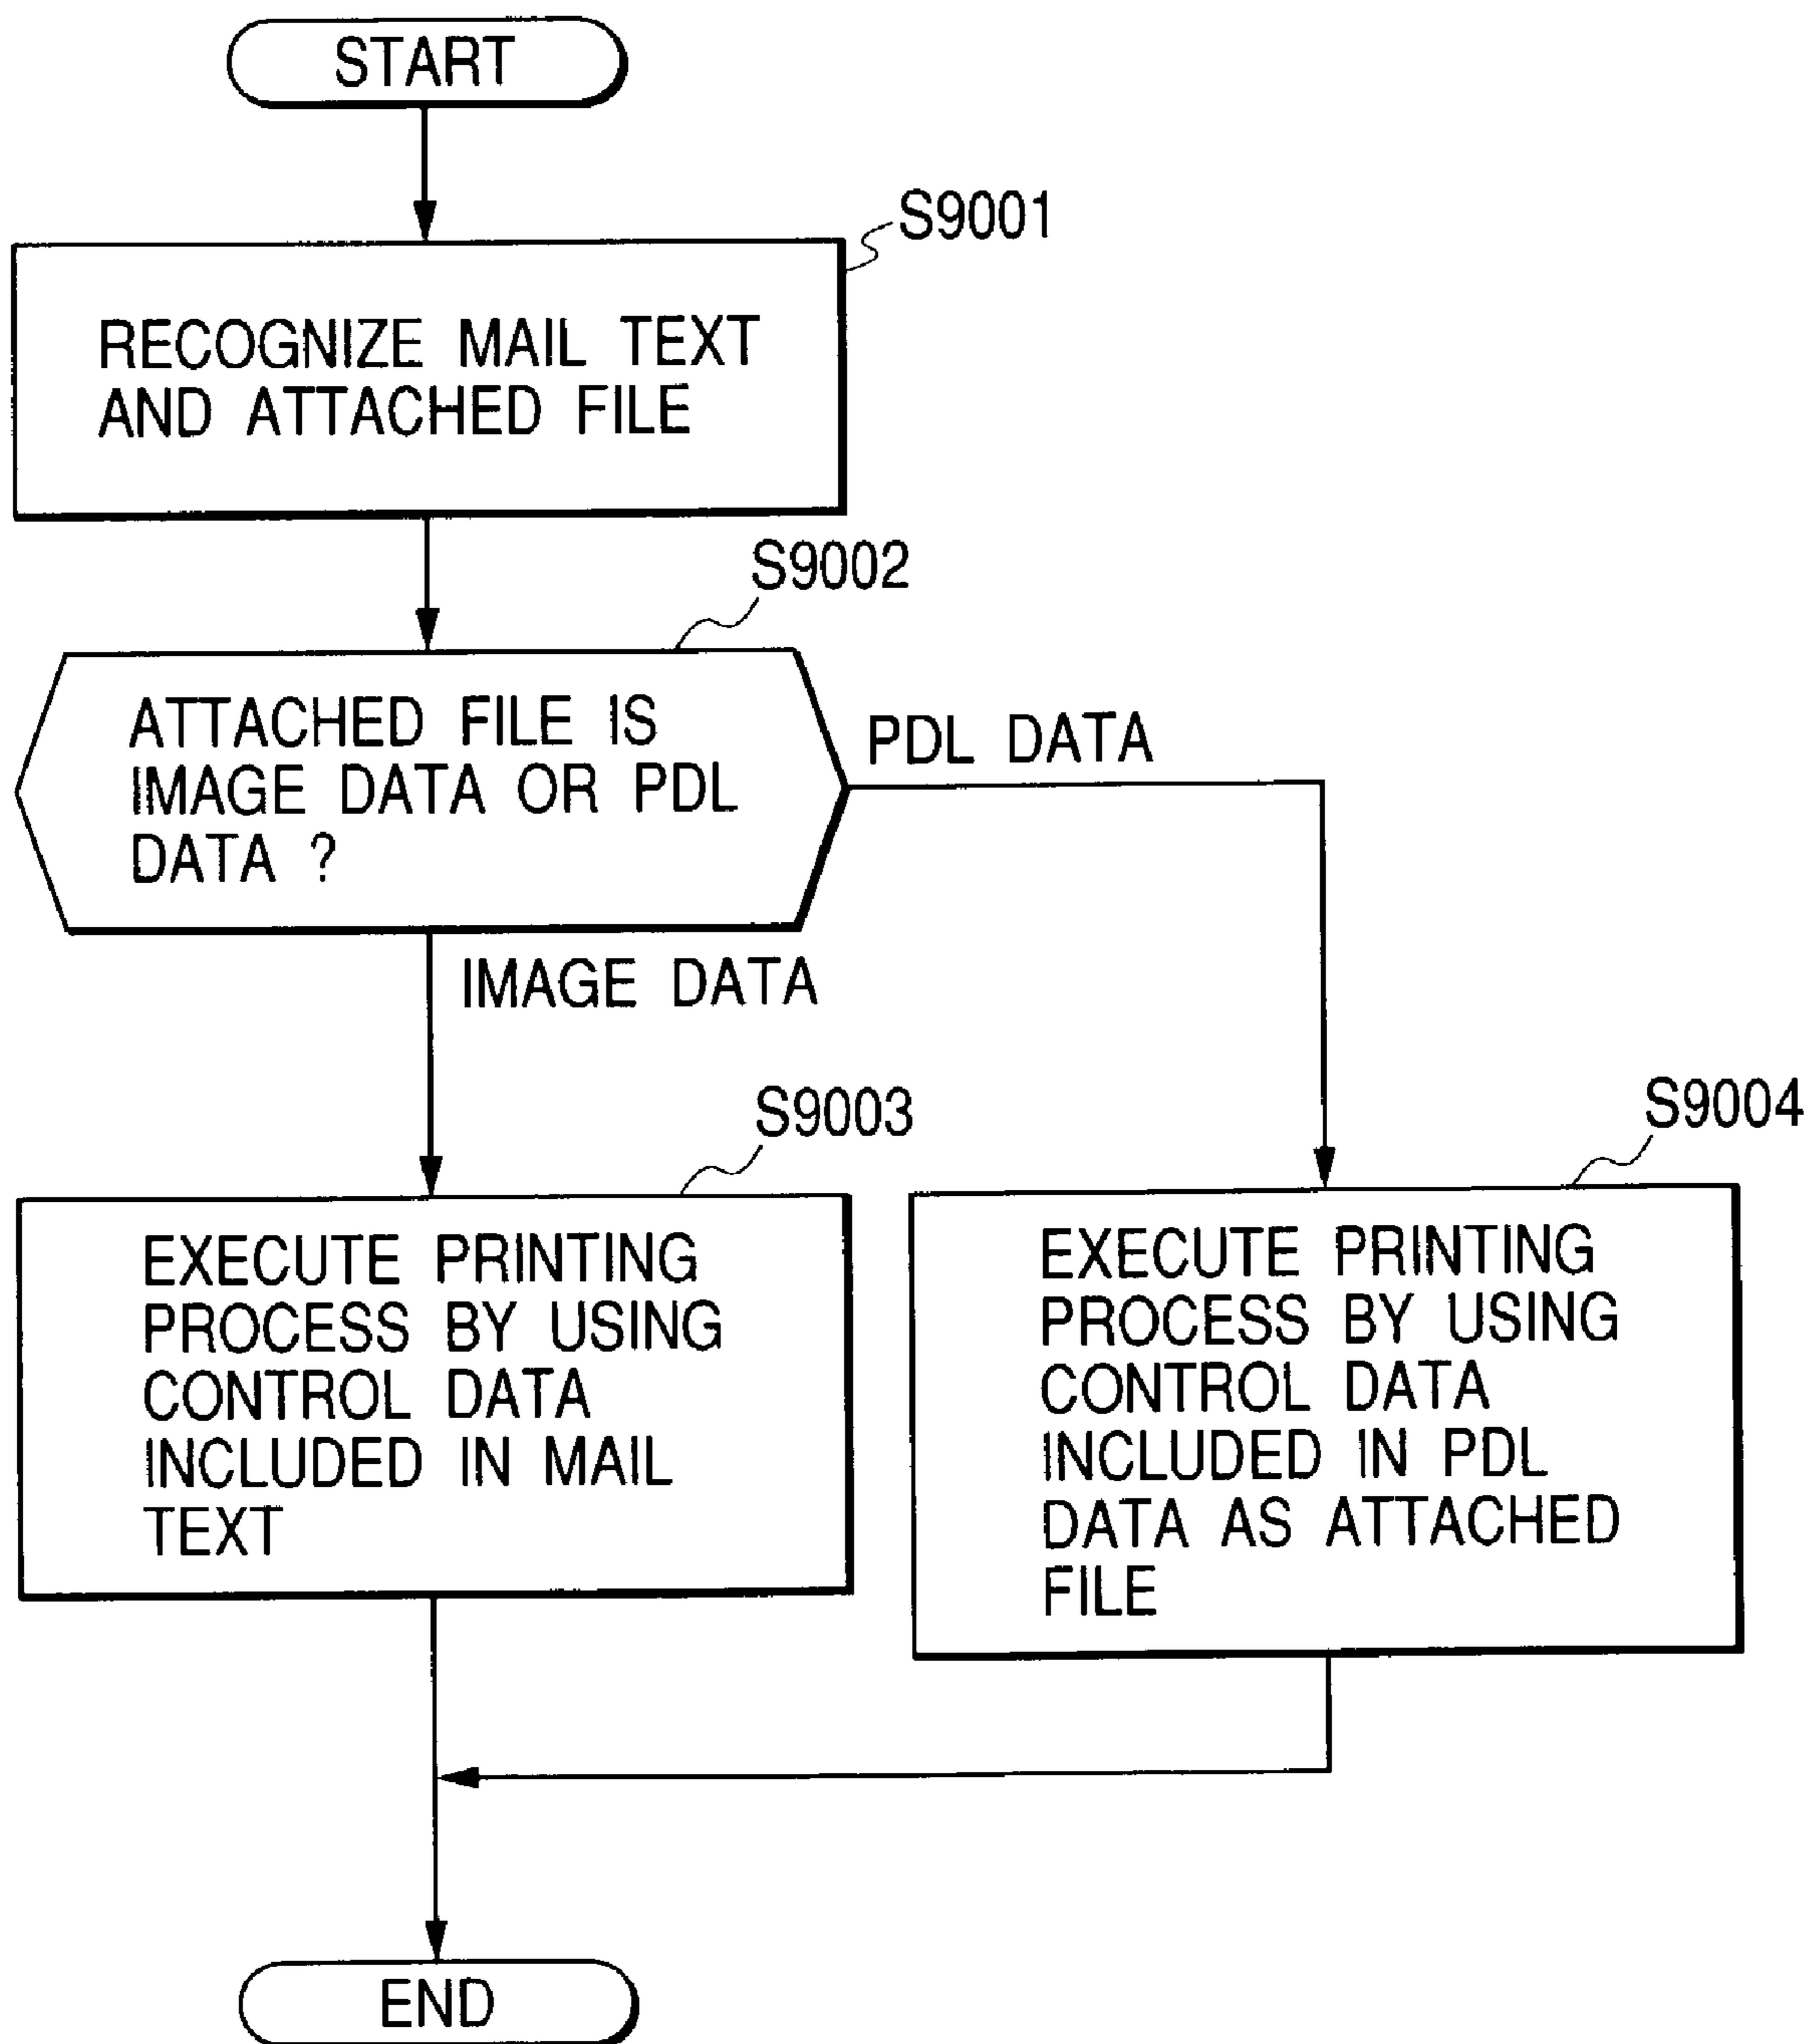 START
S9001
RECOGNIZE MAIL TEXT
AND ATTACHED FILE
S9002
ATTACHED FILE IS
IMAGE DATA OR PDL
DATA ?
PDL DATA
IMAGE DATA
S9003
EXECUTE PRINTING
PROCESS BY USING
CONTROL DATA
INCLUDED IN MAIL
TEXT
S9004
EXECUTE PRINTING
PROCESS BY USING
CONTROL DATA
INCLUDED IN PDL
DATA AS ATTACHED
FILE
END